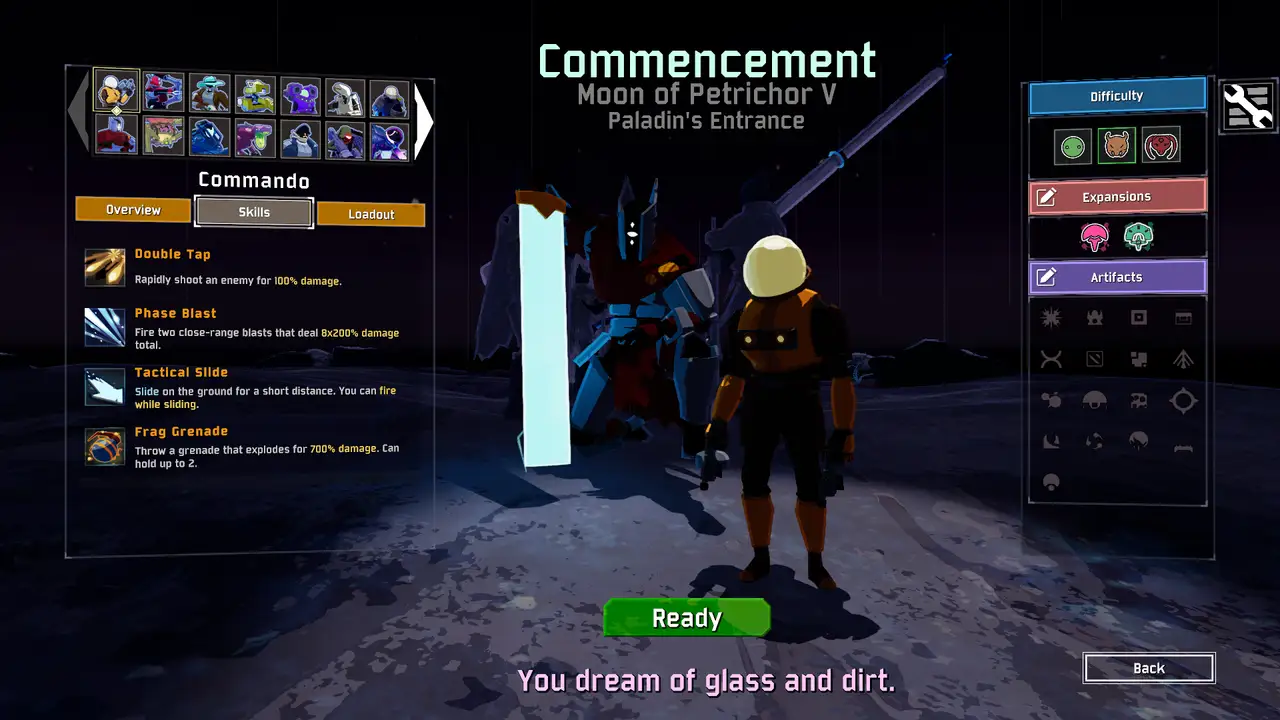 Commencement
Moon of Petrichor V
Paladin's Entrance
Commando
Overview
Skills
Loadout
Double Tap
Rapidly shoot an enemy for 100% damage.
Phase Blast
Fire two close-range blasts that deal 8x200% damage
total.
Tactical Slide
Slide on the ground for a short distance. You can fire
while sliding.
Frag Grenade
Throw a grenade that explodes for 700% damage. Can
hold up to 2.
Difficulty
Expansions
Artifacts
Ready
You dream of glass and dirt.
Back